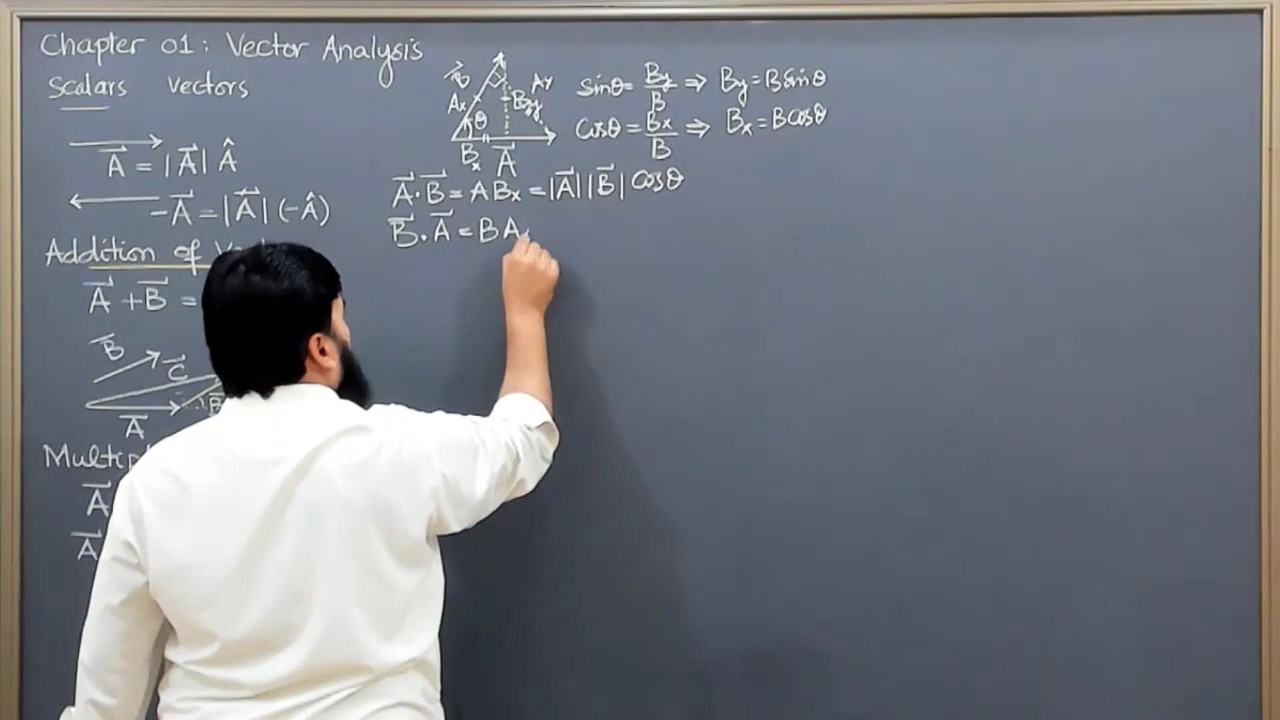 Chapter 01: Vector Analysis
Scalars Vectors
A⃗ = |A⃗| Â
-A⃗ = |A⃗| (-Â)
Addition of
A⃗ + B⃗ =
B⃗
C⃗
A⃗
B
A⃗
A⃗
B⃗
Ax
θ
Ay
By
Bx
A⃗
sinθ = By/B ⇒ By = B Sinθ
Cosθ = Bx/B ⇒ Bx = B Cosθ
A⃗.B⃗ = A Bx = |A⃗| |B⃗| Cosθ
B⃗.A⃗ = B A